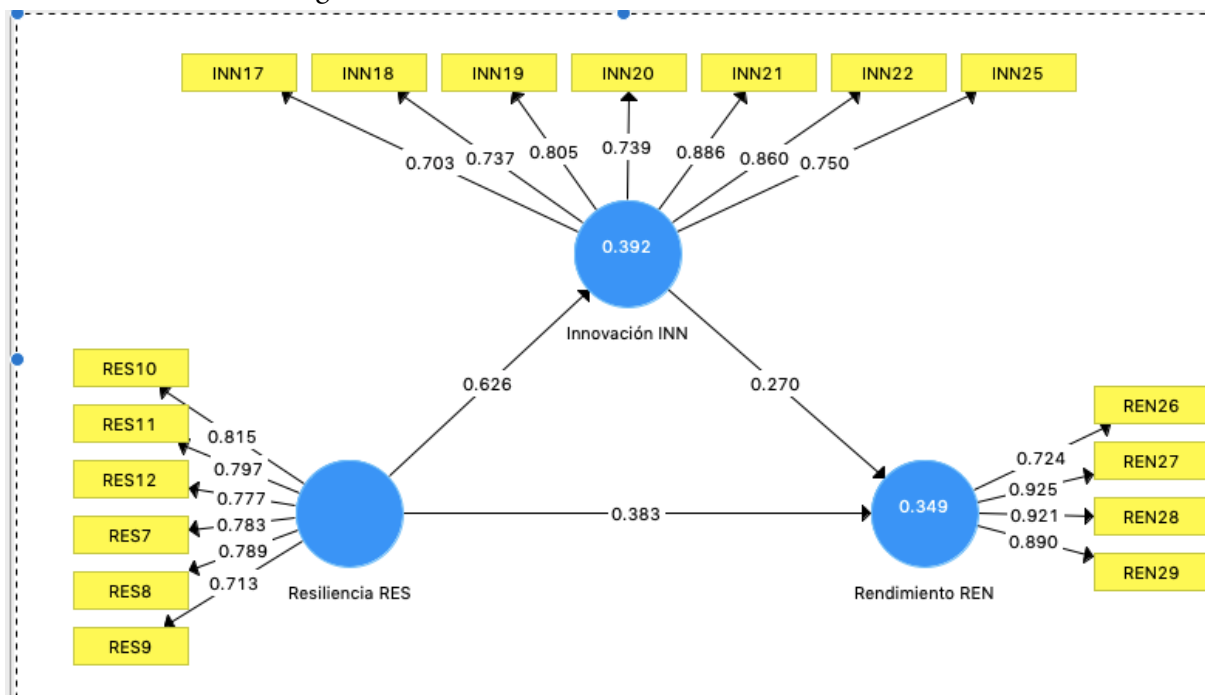 INN17 INN18 INN19 INN20 INN21 INN22 INN25
0.703 0.737 0.805 0.739 0.886 0.860 0.750
0.392
Innovación INN
0.626
0.270
RES10
RES11
RES12
RES7
RES8
RES9
0.815
0.797
0.777
0.783
0.789
0.713
Resiliencia RES
0.383
0.349
Rendimiento REN
0.724
0.925
0.921
0.890
REN26
REN27
REN28
REN29